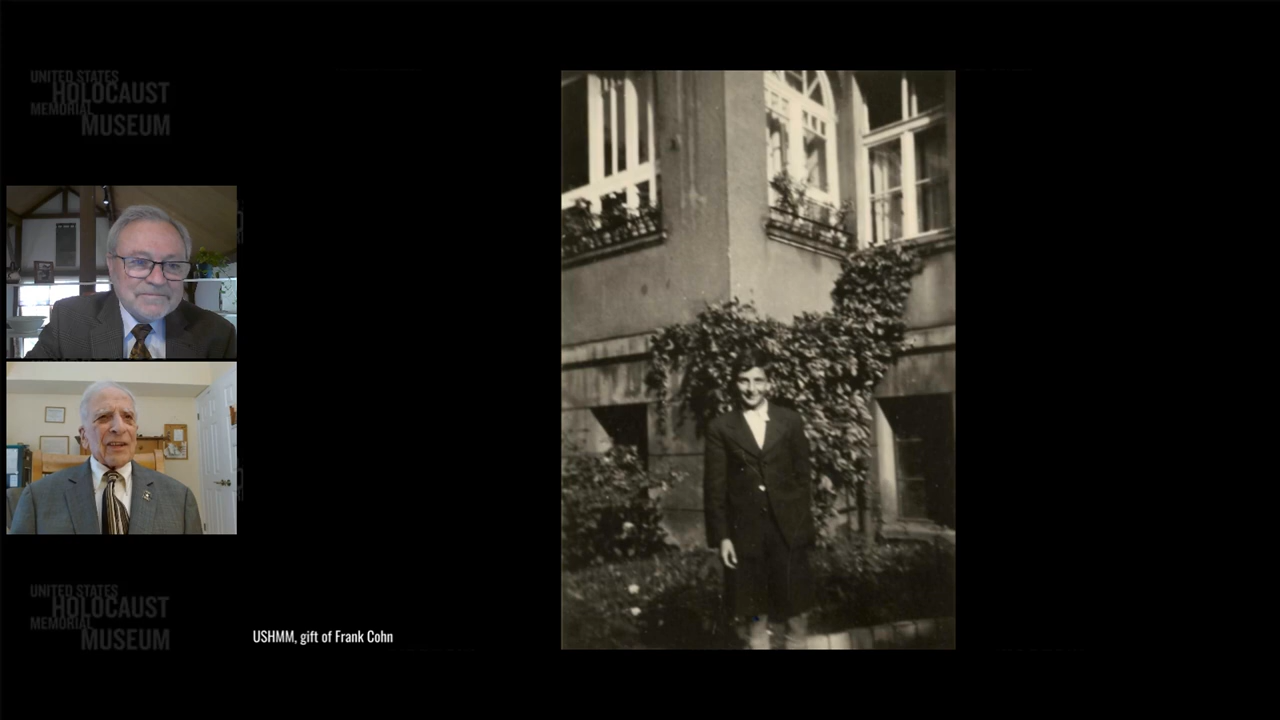 UNITED STATES
HOLOCAUST
MEMORIAL
MUSEUM
USHMM, gift of Frank Cohn
UNITED STATES
HOLOCAUST
MEMORIAL
MUSEUM